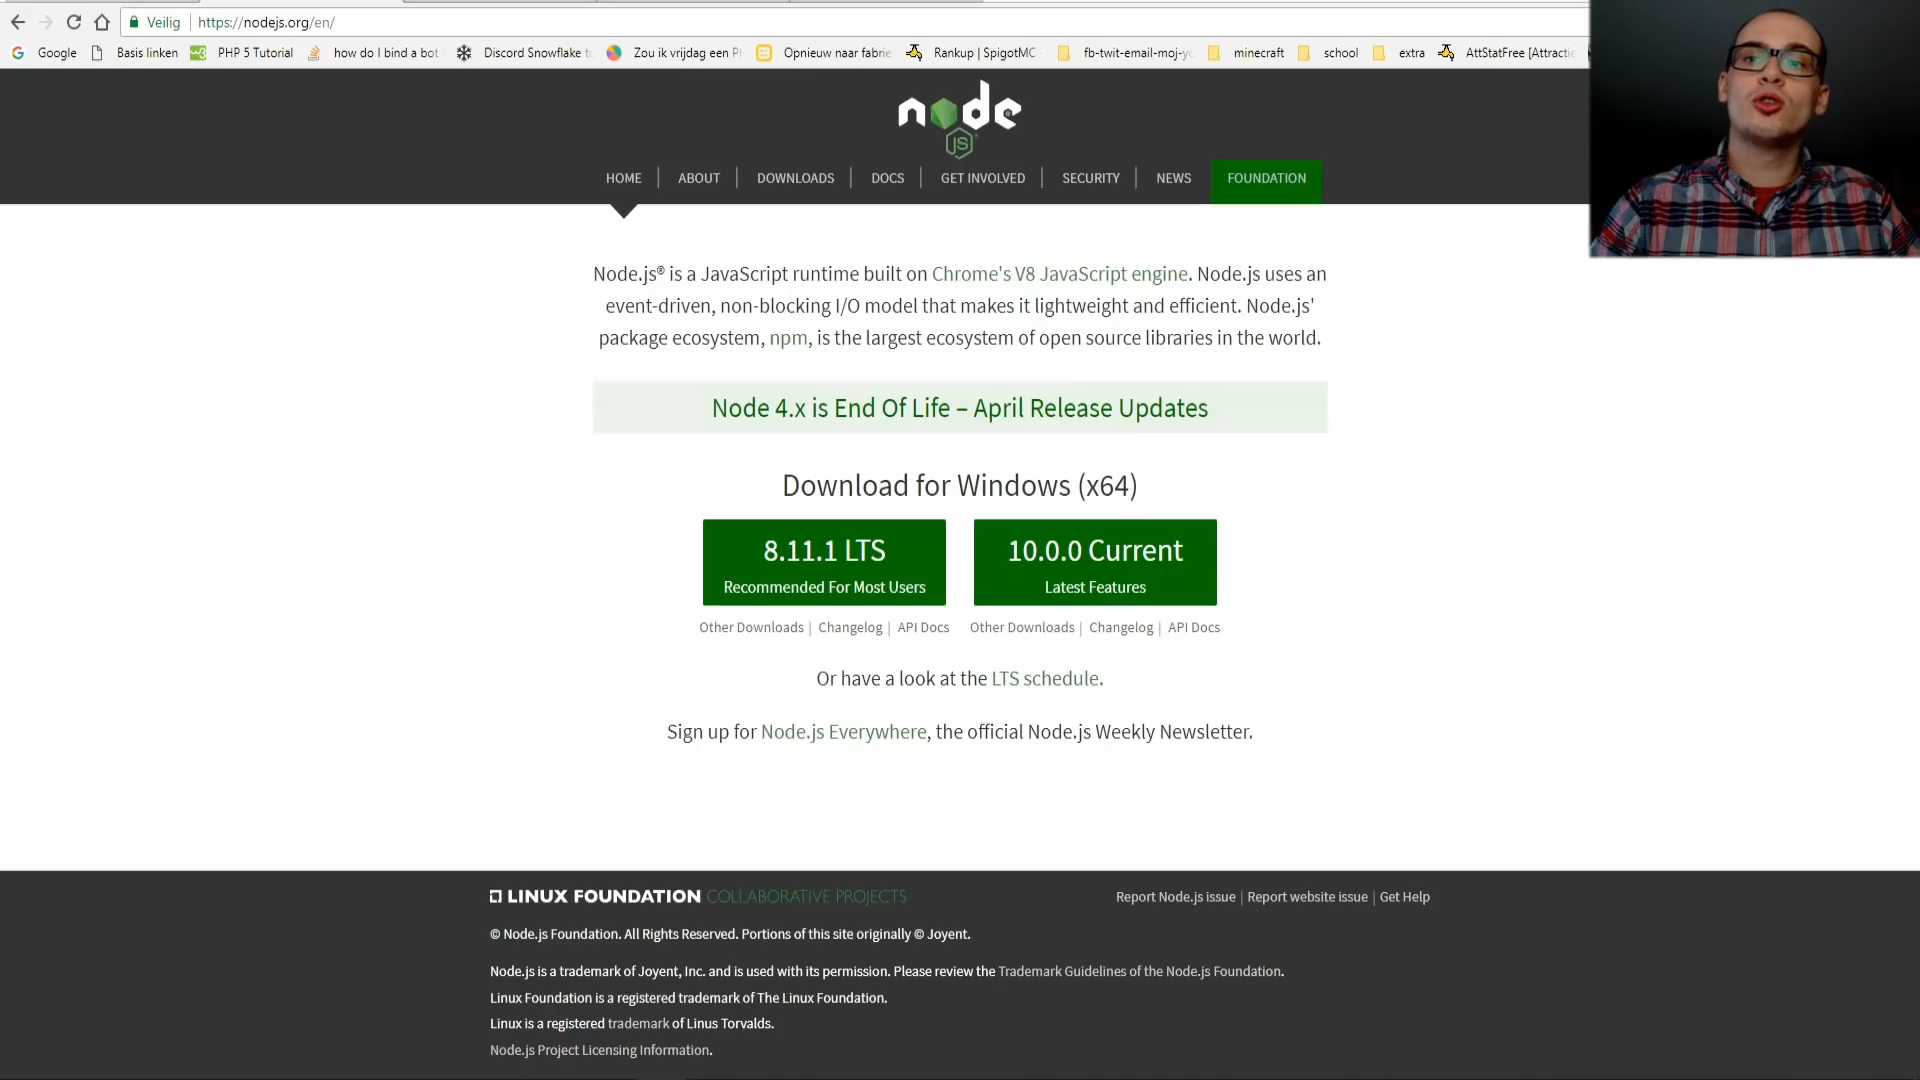 Veilig https://nodejs.org/en/
Google Basis linken PHP 5 Tutorial how do I bind a bot Discord Snowflake to Zou ik vrijdag een Opnieuw naar fabrie Rankup | SpigotMC fb-twit-email-moj-yo minecraft school extra AttStatFree [Attractie
node
JS
HOME ABOUT DOWNLOADS DOCS GET INVOLVED SECURITY NEWS FOUNDATION
Node.js® is a JavaScript runtime built on Chrome's V8 JavaScript engine. Node.js uses an
event-driven, non-blocking I/O model that makes it lightweight and efficient. Node.js'
package ecosystem, npm, is the largest ecosystem of open source libraries in the world.
Node 4.x is End Of Life – April Release Updates
Download for Windows (x64)
8.11.1 LTS 10.0.0 Current
Recommended For Most Users Latest Features
Other Downloads | Changelog | API Docs Other Downloads | Changelog | API Docs
Or have a look at the LTS schedule.
Sign up for Node.js Everywhere, the official Node.js Weekly Newsletter.
LINUX FOUNDATION COLLABORATIVE PROJECTS Report Node.js issue | Report website issue | Get Help
© Node.js Foundation. All Rights Reserved. Portions of this site originally © Joyent.
Node.js is a trademark of Joyent, Inc. and is used with its permission. Please review the Trademark Guidelines of the Node.js Foundation.
Linux Foundation is a registered trademark of The Linux Foundation.
Linux is a registered trademark of Linus Torvalds.
Node.js Project Licensing Information.